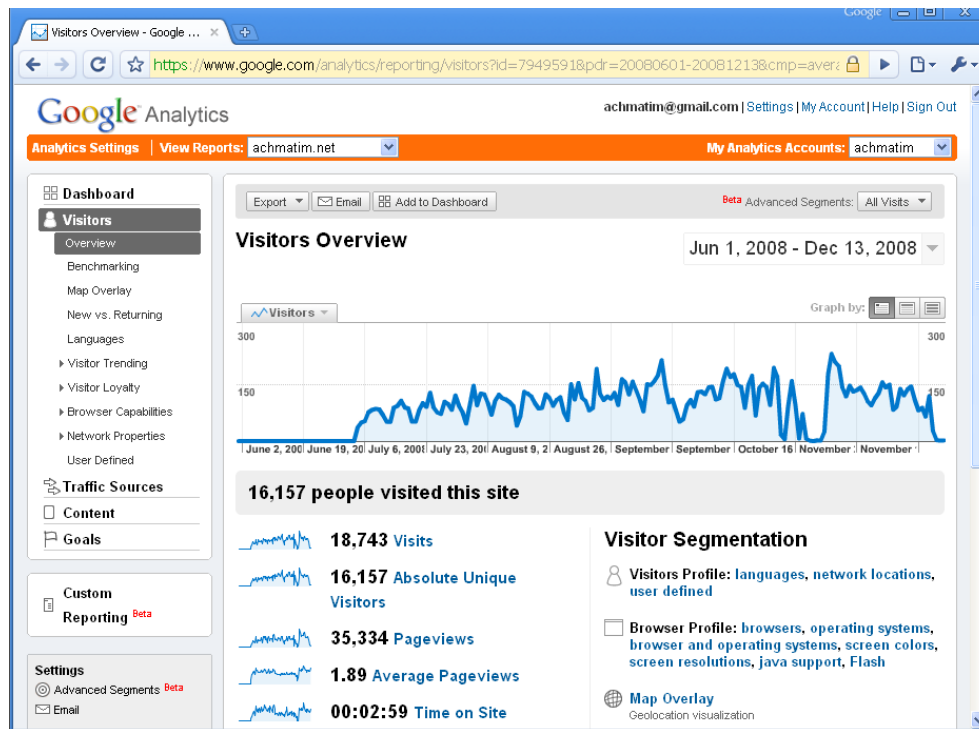 Google
Visitors Overview - Google ...
https://www.google.com/analytics/reporting/visitors?id=7949591&pdr=20080601-20081213&cmp=avera
Google Analytics
achmatim@gmail.com | Settings | My Account | Help | Sign Out
Analytics Settings | View Reports: achmatim.net
My Analytics Accounts: achmatim
Dashboard
Visitors
Overview
Benchmarking
Map Overlay
New vs. Returning
Languages
Visitor Trending
Visitor Loyalty
Browser Capabilities
Network Properties
User Defined
Traffic Sources
Content
Goals
Custom
Reporting Beta
Settings
Advanced Segments Beta
Email
Export Email Add to Dashboard
Beta Advanced Segments: All Visits
Visitors Overview
Jun 1, 2008 - Dec 13, 2008
Visitors
Graph by:
300 300
150 150
June 2, 200 June 19, 20 July 6, 2008 July 23, 200 August 9, 2 August 26, September September October 16 November November
16,157 people visited this site
18,743 Visits
16,157 Absolute Unique
Visitors
35,334 Pageviews
1.89 Average Pageviews
00:02:59 Time on Site
Visitor Segmentation
Visitors Profile: languages, network locations,
user defined
Browser Profile: browsers, operating systems,
browser and operating systems, screen colors,
screen resolutions, java support, Flash
Map Overlay
Geolocation visualization